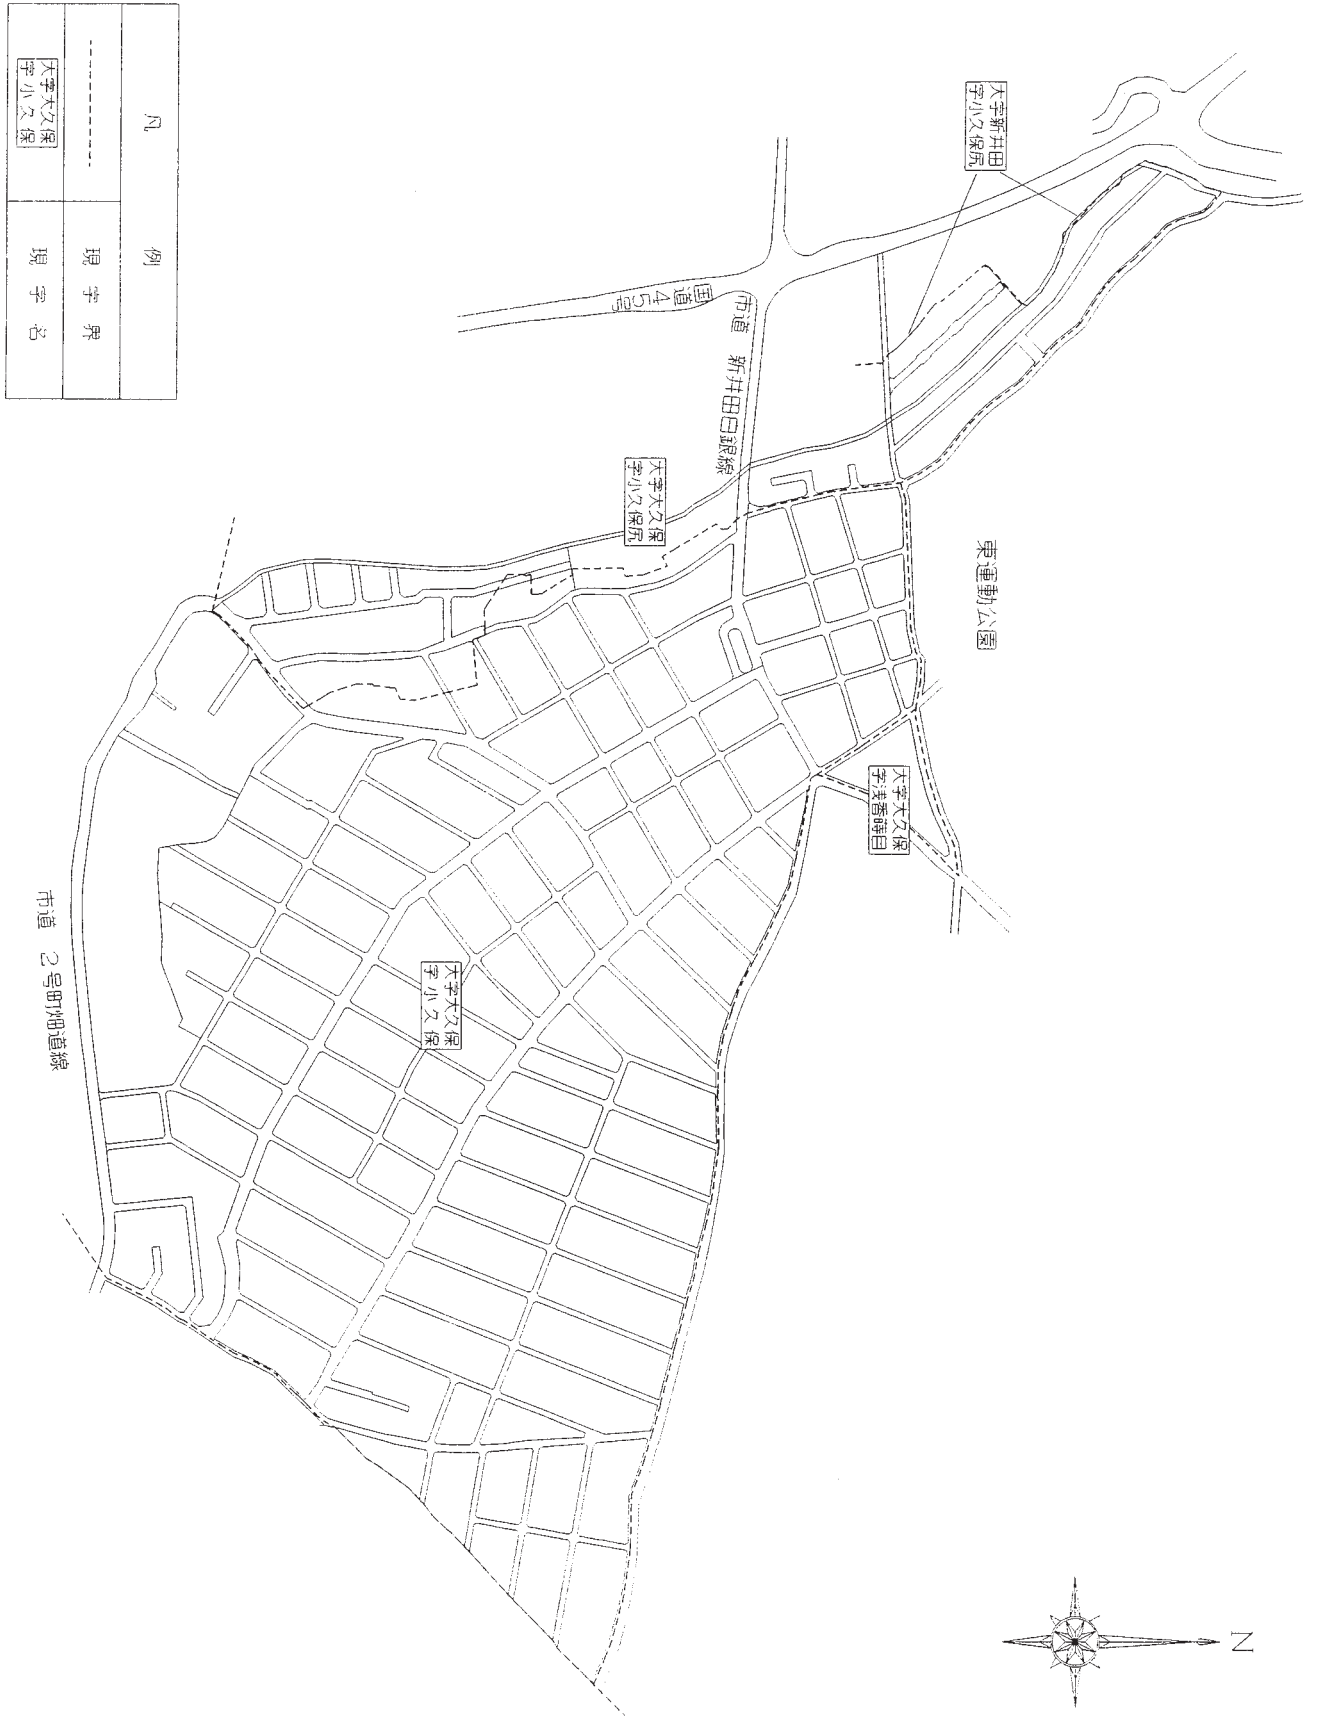 凡例
現字界
大字大久保
字小久保
現字名
大字新井田
字小久保尻
国道45号
市道 新井田白銀線
大字大久保
字小久保尻
東運動公園
大字大久保
字浅香蒔目
大字大久保
字小久保
市道 2号町畑道線
N